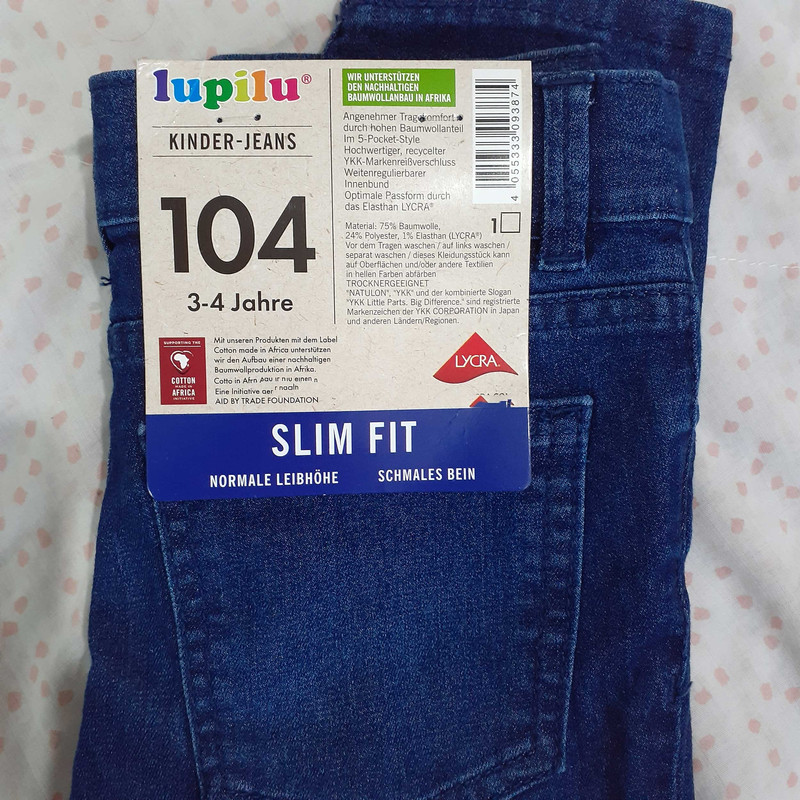 lupilu®
KINDER-JEANS
104
3-4 Jahre
WIR UNTERSTÜTZEN
DEN NACHHALTIGEN
BAUMWOLLANBAU IN AFRIKA
Angenehmer Tragekomfort
durch hohen Baumwollanteil
Im 5-Pocket-Style
Hochwertiger, recycelter
YKK-Markenreißverschluss
Weitenregulierbarer
Innenbund
Optimale Passform durch
das Elasthan LYCRA®
4 055333 093874
1
Material: 75% Baumwolle,
24% Polyester, 1% Elasthan (LYCRA®)
Vor dem Tragen waschen / auf links waschen /
separat waschen / dieses Kleidungsstück kann
auf Oberflächen und/oder andere Textilien
in hellen Farben abfärben
TROCKNERGEEIGNET
"NATULON", "YKK" und der kombinierte Slogan
"YKK Little Parts. Big Difference." sind registrierte
Markenzeichen der YKK CORPORATION in Japan
und anderen Ländern/Regionen.
SUPPORTING THE
COTTON
MADE IN
AFRICA
INITIATIVE
Mit unseren Produkten mit dem Label
Cotton made in Africa unterstützen
wir den Aufbau einer nachhaltigen
Baumwollproduktion in Afrika.
Eine Initiative der
AID BY TRADE FOUNDATION
LYCRA®
SLIM FIT
NORMALE LEIBHÖHE
SCHMALES BEIN